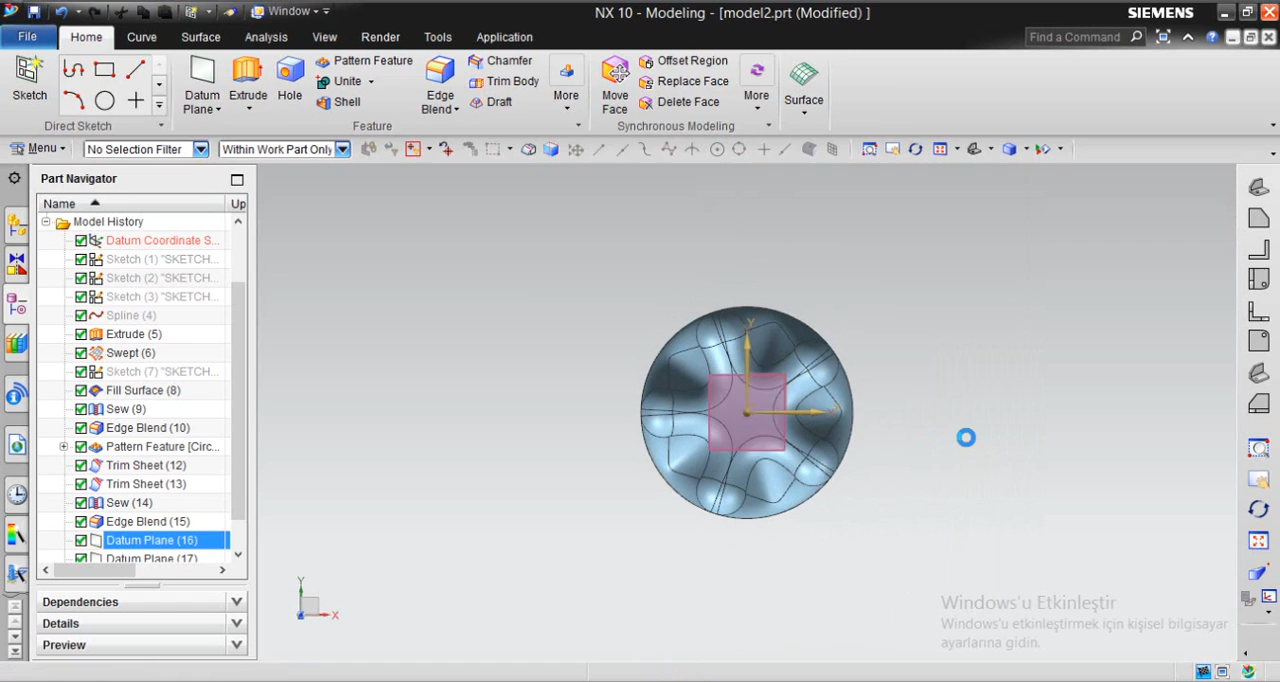 Window
NX 10 - Modeling - [model2.prt (Modified) ]
SIEMENS
File
Home
Curve
Surface
Analysis
View
Render
Tools
Application
Find a Command
Sketch
Direct Sketch
Datum Plane
Extrude
Hole
Pattern Feature
Unite
Shell
Edge Blend
Chamfer
Trim Body
Draft
More
Feature
Move Face
Offset Region
Replace Face
Delete Face
More
Synchronous Modeling
Surface
Menu
No Selection Filter
Within Work Part Only
Part Navigator
Name
Up
Model History
Datum Coordinate S...
Sketch (1) "SKETCH...
Sketch (2) "SKETCH...
Sketch (3) "SKETCH...
Spline (4)
Extrude (5)
Swept (6)
Sketch (7) "SKETCH...
Fill Surface (8)
Sew (9)
Edge Blend (10)
Pattern Feature [Circ...
Trim Sheet (12)
Trim Sheet (13)
Sew (14)
Edge Blend (15)
Datum Plane (16)
Datum Plane (17)
Dependencies
Details
Preview
Y
X
Y
Windows'u Etkinleştir
Windows'u etkinleştirmek için kişisel bilgisayar
ayarlarına gidin.